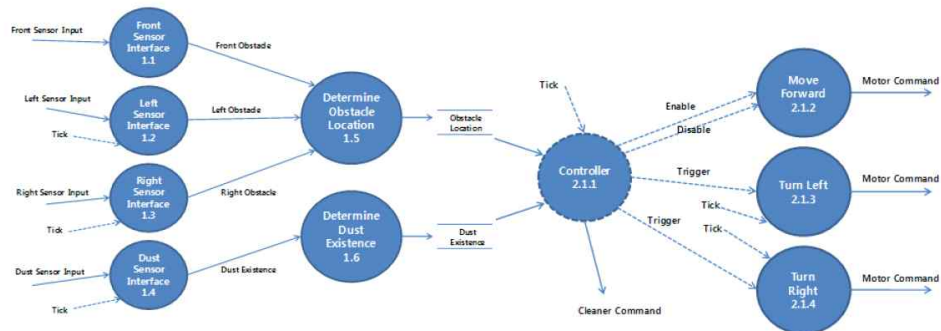 Front Sensor Input
Front
Sensor
Interface
1.1
Front Obstade
Left Sensor Input
Tick
Left
Sensor
Interface
1.2
Left Obstade
Right Sensor Input
Tick
Right
Sensor
Interface
1.3
Right Obstade
Dust Sensor Input
Tick
Dust
Sensor
Interface
1.4
Dust Existence
Determine
Obstacle
Location
1.5
Obstacle
Location
Determine
Dust
Existence
1.6
Dust
Existence
Tick
Controller
2.1.1
Cleaner Command
Enable
Disable
Trigger
Trigger
Tick
Tick
Move
Forward
2.1.2
Motor Command
Turn Left
2.1.3
Motor Command
Turn
Right
2.1.4
Motor Command